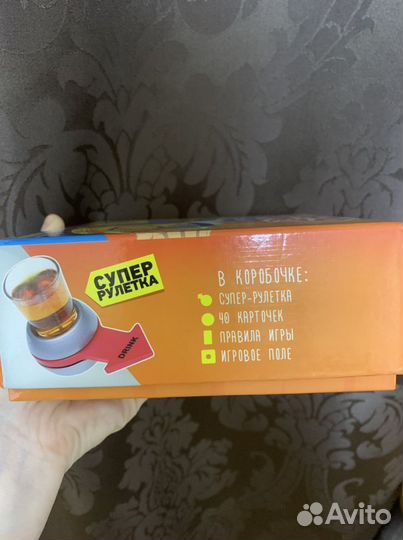 СУПЕР
РУЛЕТКА
DRINK
В КОРОБОЧКЕ:
СУПЕР-РУЛЕТКА
40 КАРТОЧЕК
ПРАВИЛА ИГРЫ
ИГРОВОЕ ПОЛЕ
Avito